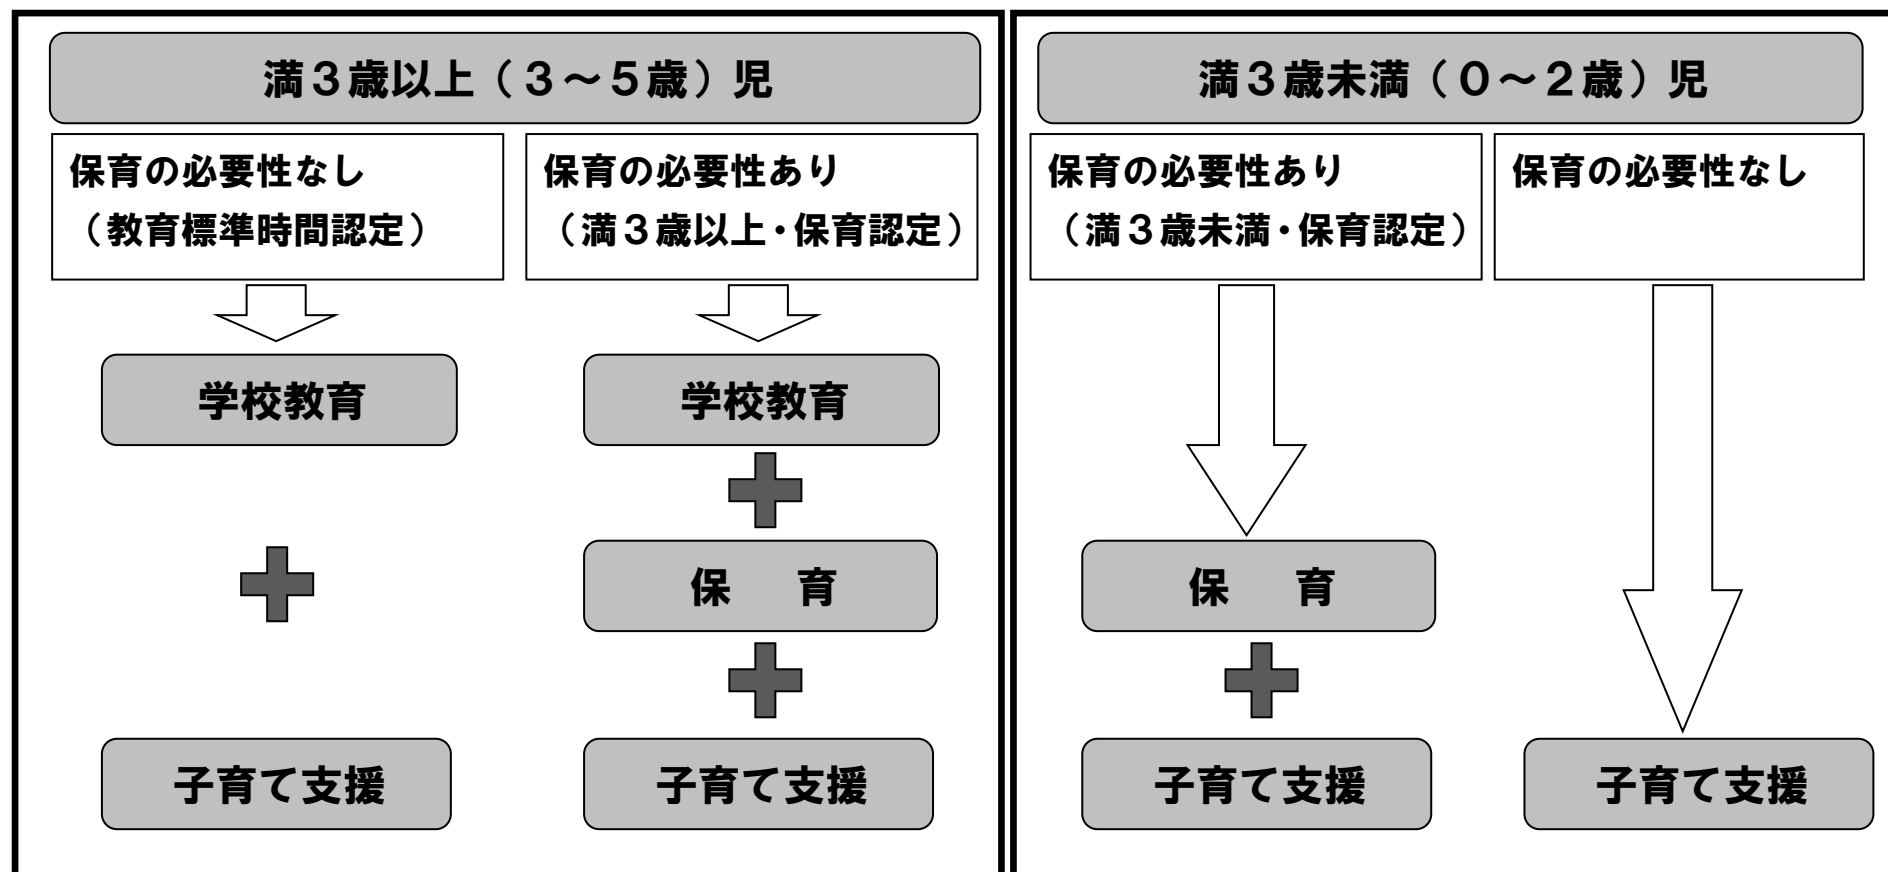 満３歳以上（３～５歳）児
保育の必要性なし
（教育標準時間認定）
学校教育
子育て支援
保育の必要性あり
（満３歳以上・保育認定）
学校教育
保　育
子育て支援
満３歳未満（０～２歳）児
保育の必要性あり
（満３歳未満・保育認定）
保　育
子育て支援
保育の必要性なし
子育て支援